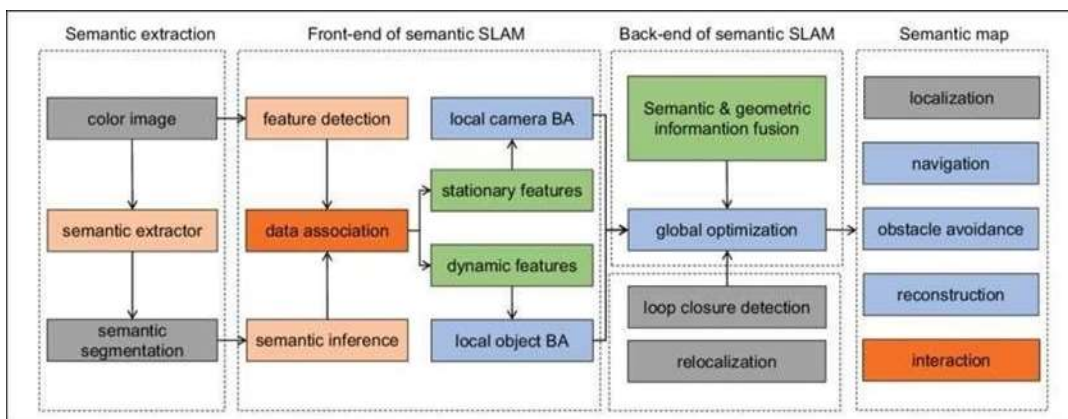 Semantic extraction
color image
semantic extractor
semantic
segmentation
Front-end of semantic SLAM
feature detection
data association
semantic inference
local camera BA
stationary features
dynamic features
local object BA
Back-end of semantic SLAM
Semantic & geometric
informantion fusion
global optimization
loop closure detection
relocalization
Semantic map
localization
navigation
obstacle avoidance
reconstruction
interaction